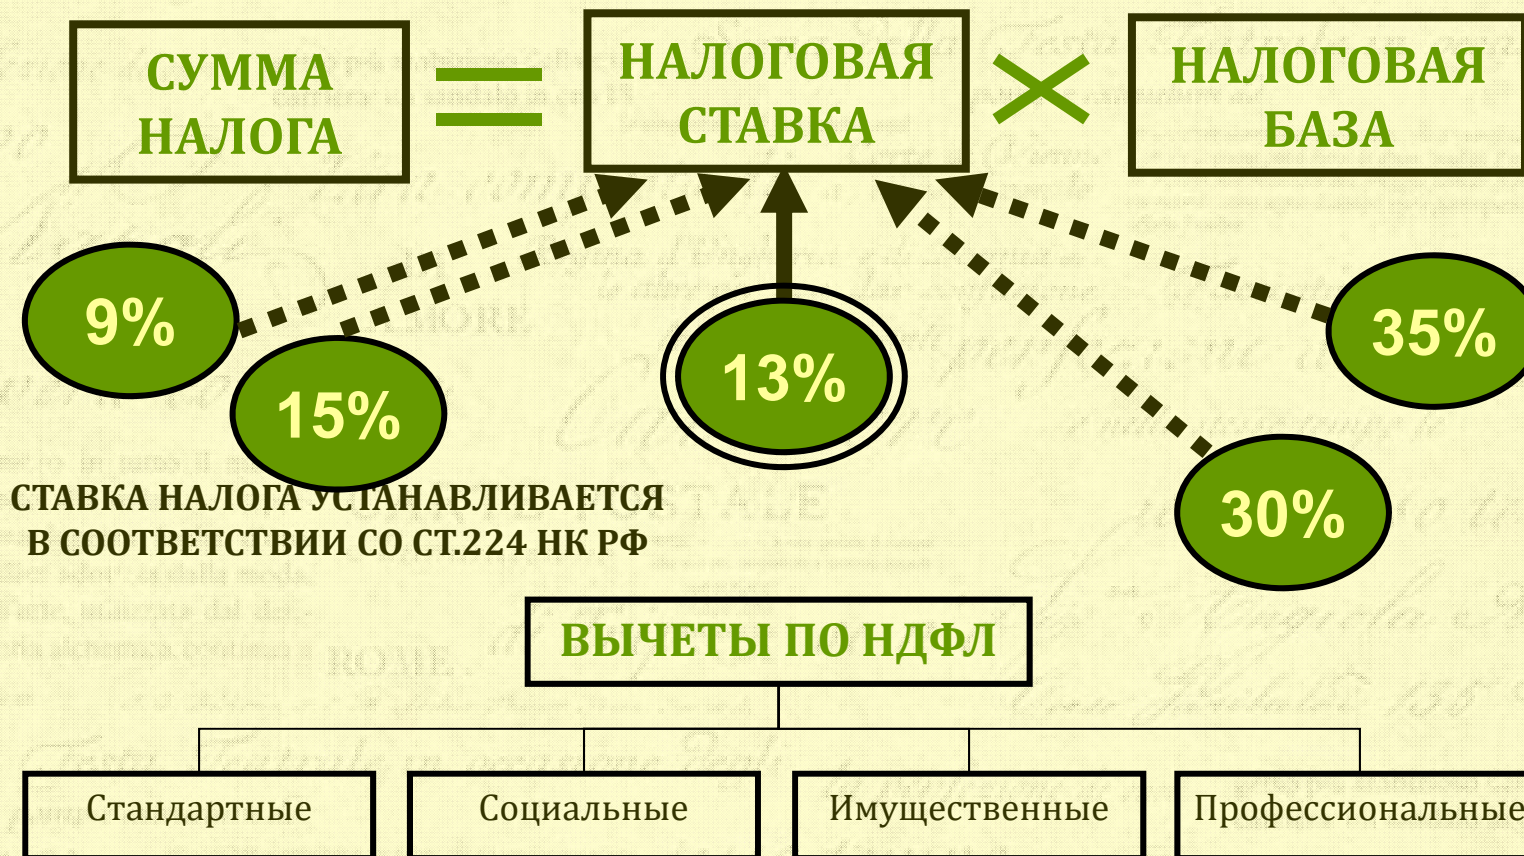 СУММА
НАЛОГА
НАЛОГОВАЯ
СТАВКА
НАЛОГОВАЯ
БАЗА
9%
15%
13%
35%
30%
СТАВКА НАЛОГА УСТАНАВЛИВАЕТСЯ
В СООТВЕТСТВИИ СО СТ.224 НК РФ
ВЫЧЕТЫ ПО НДФЛ
Стандартные
Социальные
Имущественные
Профессиональные